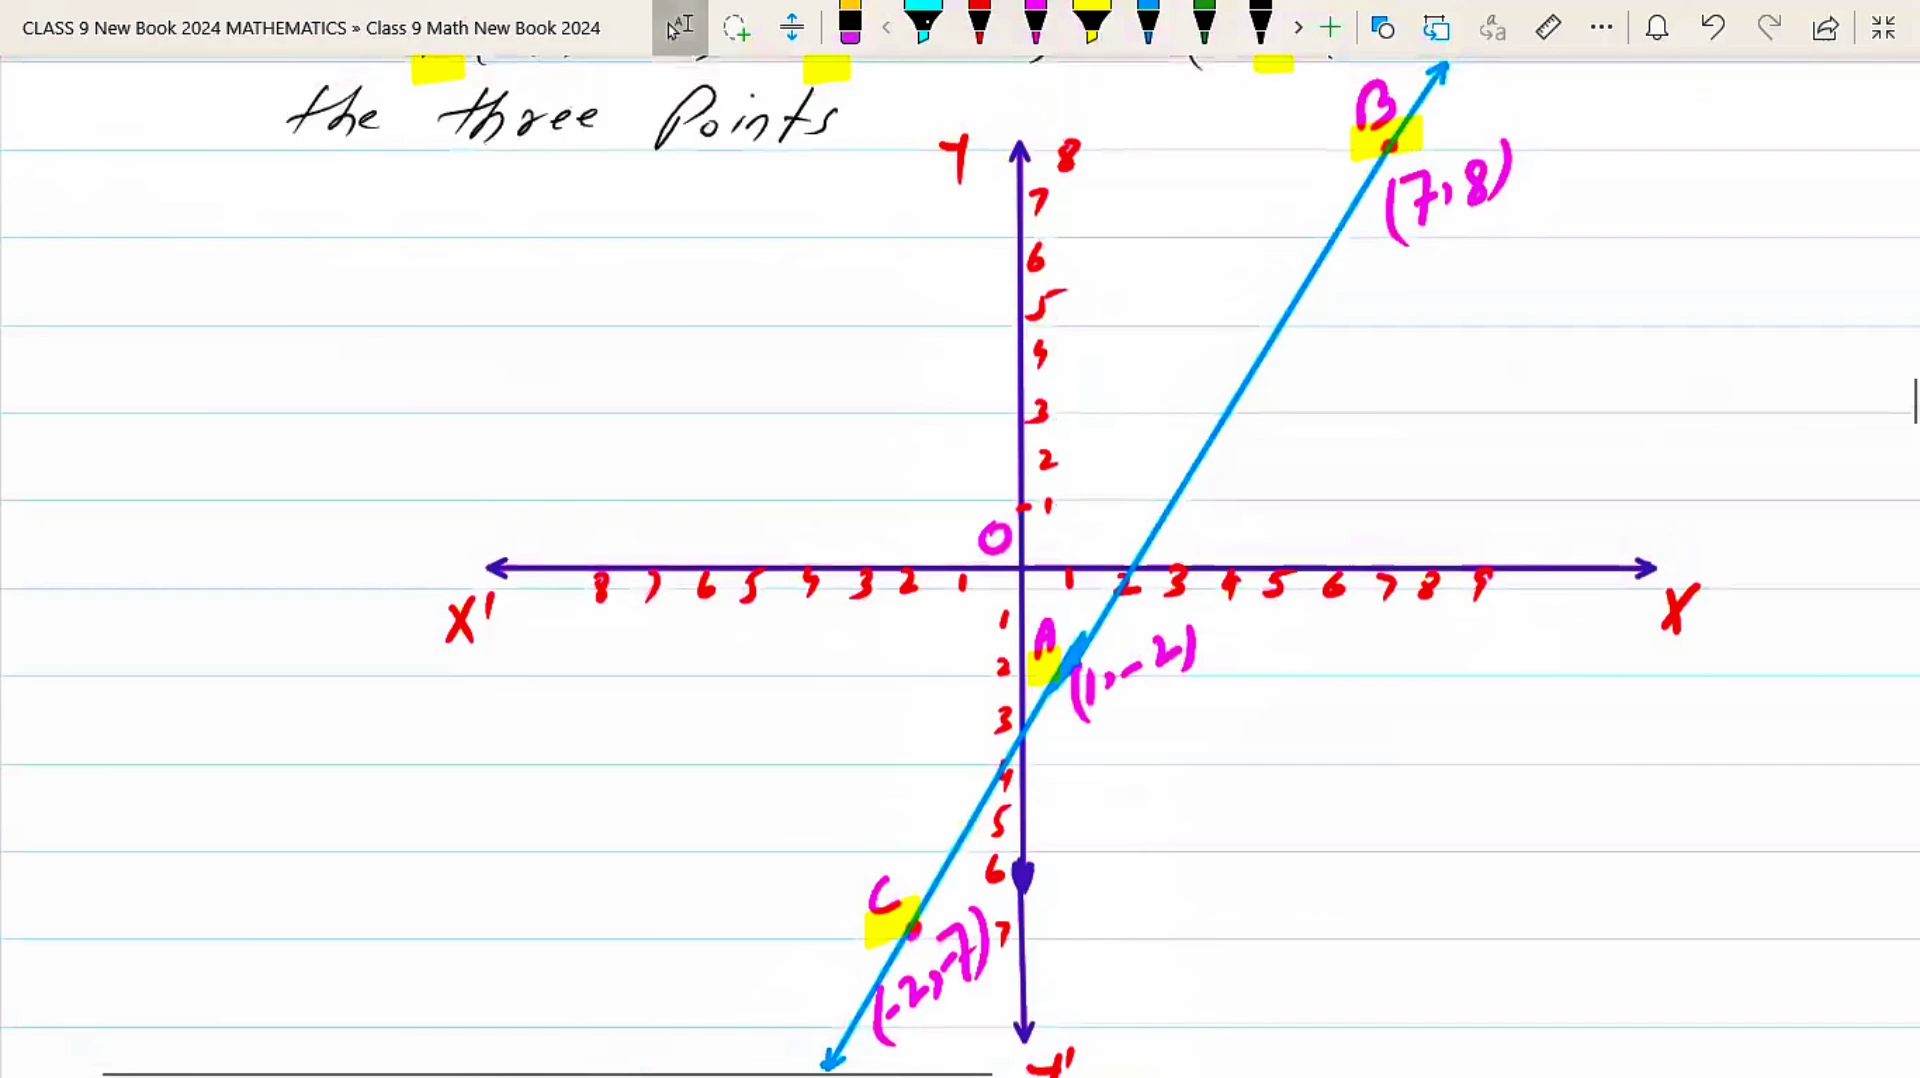 CLASS 9 New Book 2024 MATHEMATICS » Class 9 Math New Book 2024
the three Points
B
(7, 8)
Y 8
7
6
5
4
3
2
1
O
8 7 6 5 4 3 2 1 1 2 3 4 5 6 7 8 9
X' X
1
A
2 (1, -2)
3
4
5
6
C
7
(-2, -7)
Y'